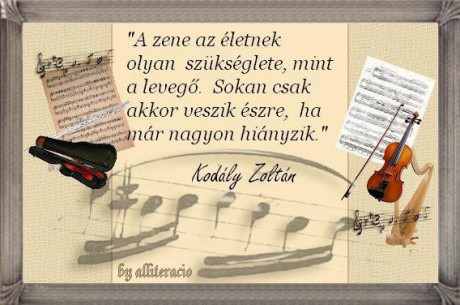 "A zene az életnek
olyan szükséglete, mint
a levegő. Sokan csak
akkor veszik észre, ha
már nagyon hiányzik."
Kodály Zoltán
by alliteracio